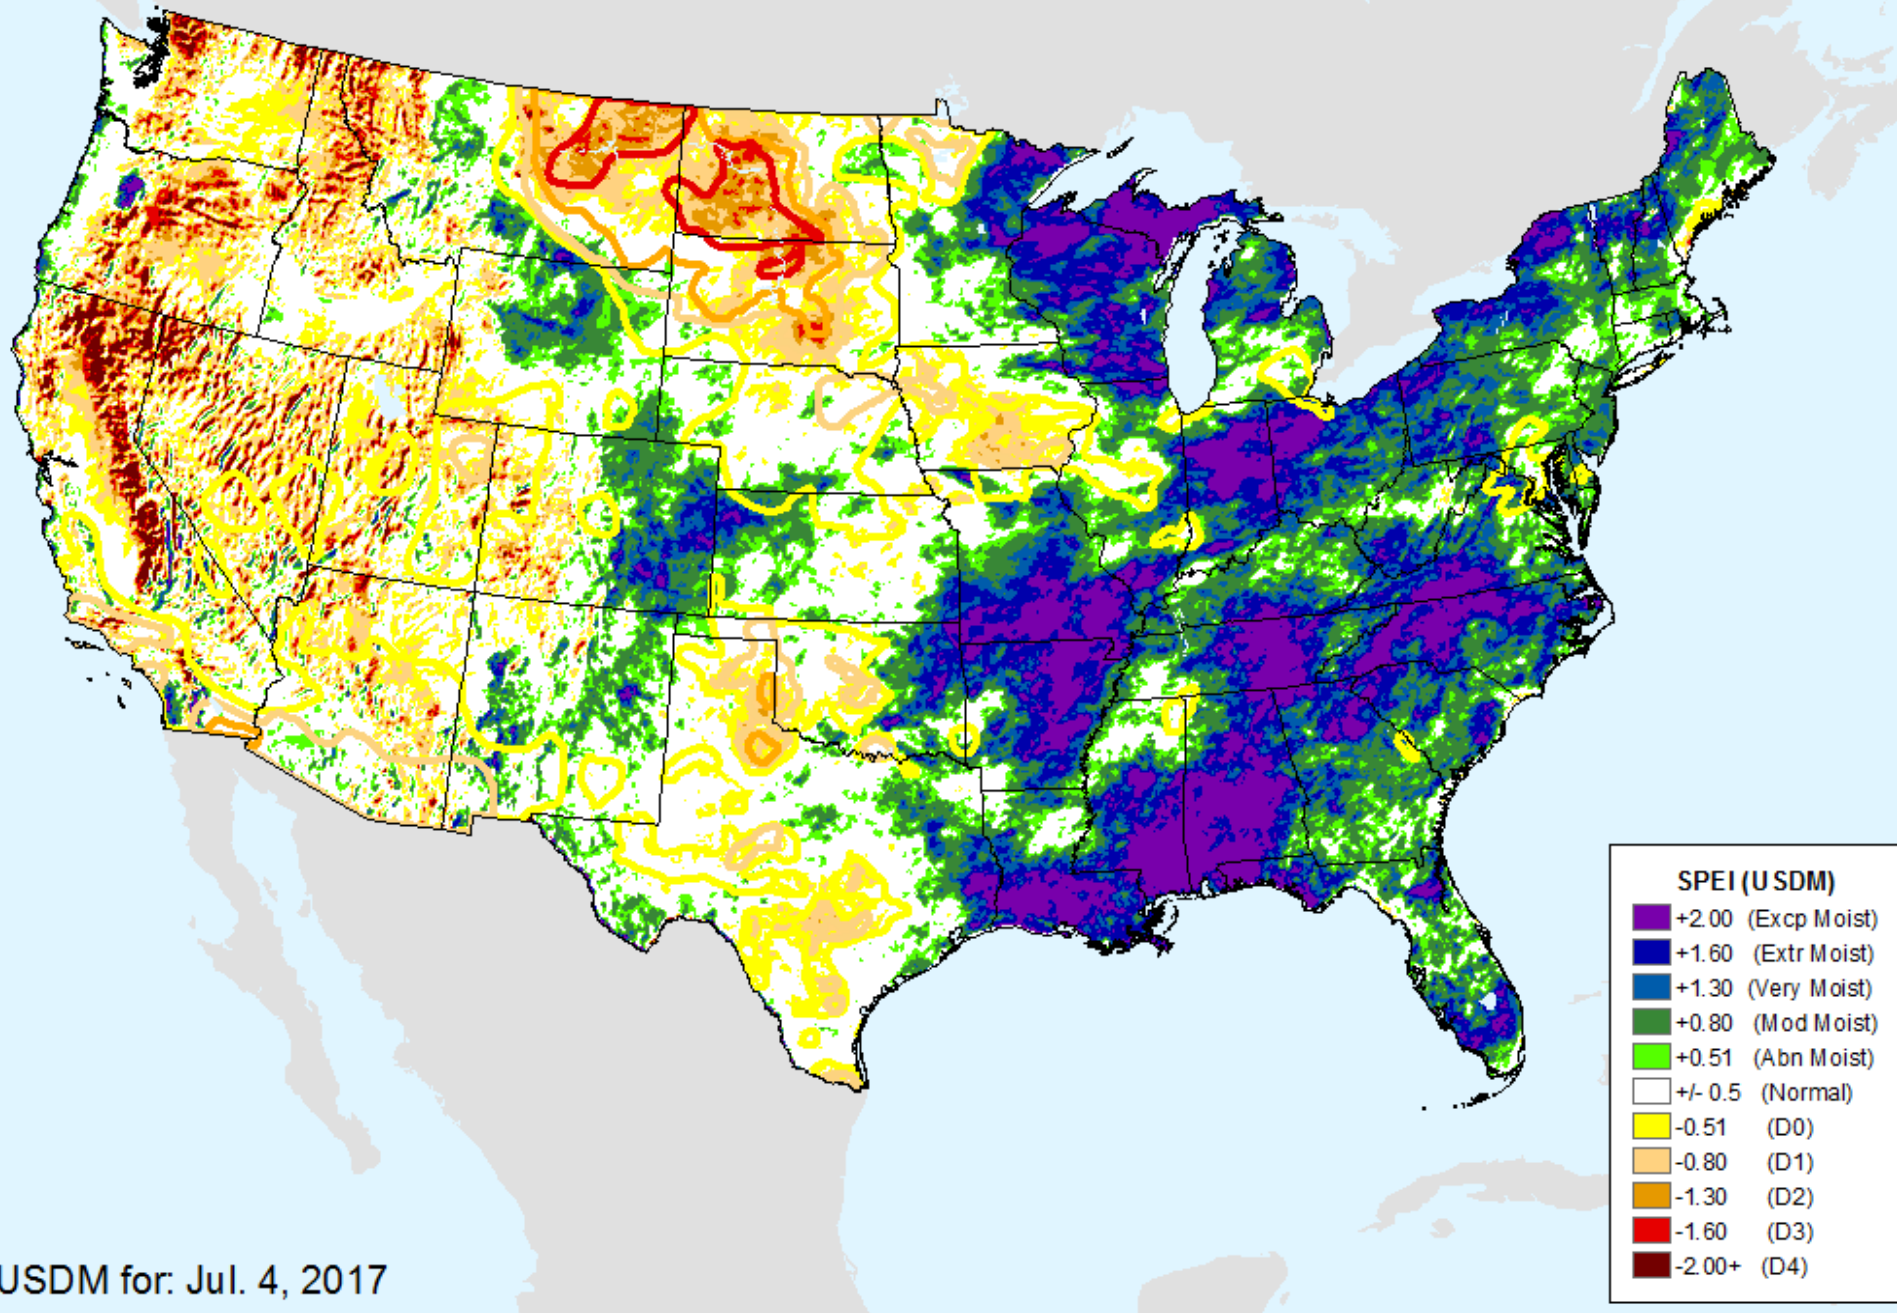 SPEI (USDM)
+2.00 (Excp Moist)
+1.60 (Extr Moist)
+1.30 (Very Moist)
+0.80 (Mod Moist)
+0.51 (Abn Moist)
+/- 0.5 (Normal)
-0.51 (D0)
-0.80 (D1)
-1.30 (D2)
-1.60 (D3)
-2.00+ (D4)
USDM for: Jul. 4, 2017